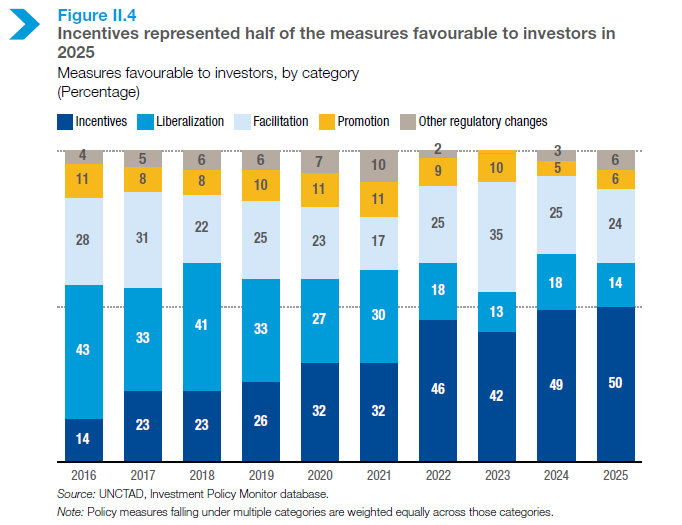 Figure II.4
Incentives represented half of the measures favourable to investors in
2025
Measures favourable to investors, by category
(Percentage)
Incentives Liberalization Facilitation Promotion Other regulatory changes
4 5 6 6 7 10 2 3 6
11 8 8 10 11 11 9 10 5 6
28 31 22 25 23 17 25 35 25 24
43 33 41 33 27 30 18 13 18 14
14 23 23 26 32 32 46 42 49 50
2016 2017 2018 2019 2020 2021 2022 2023 2024 2025
Source: UNCTAD, Investment Policy Monitor database.
Note: Policy measures falling under multiple categories are weighted equally across those categories.